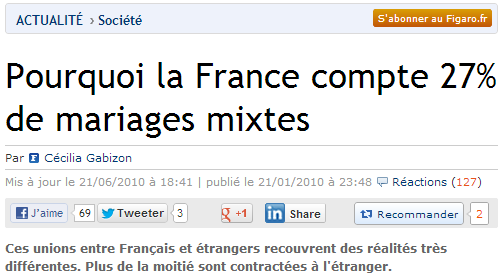 ACTUALITÉ › Société S'abonner au Figaro.fr
Pourquoi la France compte 27%
de mariages mixtes
Par Cécilia Gabizon
Mis à jour le 21/06/2010 à 18:41 | publié le 21/01/2010 à 23:48 Réactions (127)
J'aime 69 Tweeter 3 +1 Share Recommander 2
Ces unions entre Français et étrangers recouvrent des réalités très
différentes. Plus de la moitié sont contractées à l'étranger.